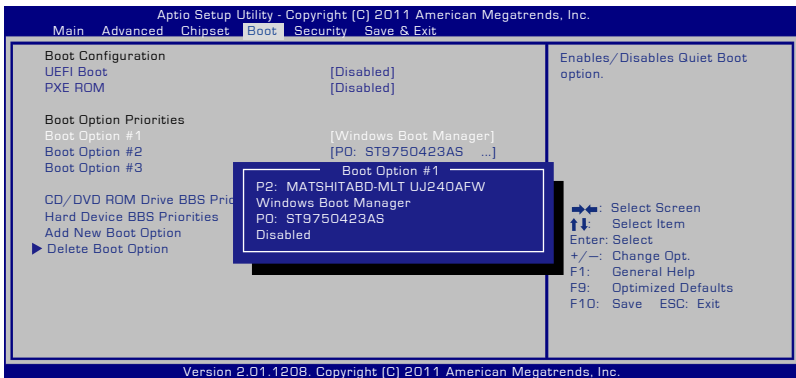 Aptio Setup Utility - Copyright (C) 2011 American Megatrends, Inc.
Main Advanced Chipset Boot Security Save & Exit
Boot Configuration
UEFI Boot [Disabled]
PXE ROM [Disabled]
Boot Option Priorities
Boot Option #1 [Windows Boot Manager]
Boot Option #2 [P0: ST9750423AS ...]
Boot Option #3
CD/DVD ROM Drive BBS
Hard Device BBS Priorities
Add New Boot Option
Delete Boot Option
Boot Option #1
P2: MATSHITABD-MLT UJ240AFW
Windows Boot Manager
P0: ST9750423AS
Disabled
Enables/Disables Quiet Boot
option.
→←: Select Screen
↑↓: Select Item
Enter: Select
+/—: Change Opt.
F1: General Help
F9: Optimized Defaults
F10: Save ESC: Exit
Version 2.01.1208. Copyright (C) 2011 American Megatrends, Inc.